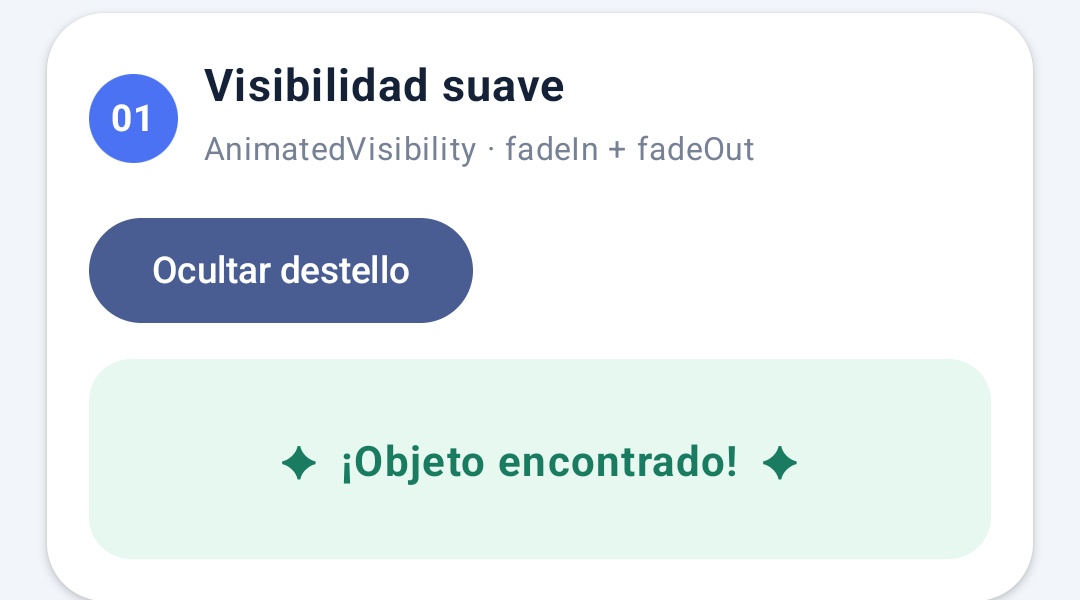 01
Visibilidad suave
AnimatedVisibility · fadeIn + fadeOut
Ocultar destello
✦ ¡Objeto encontrado! ✦